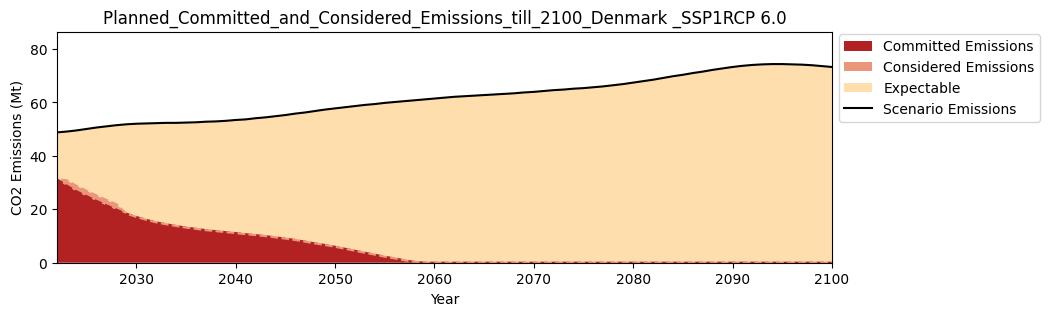 Planned_Committed_and_Considered_Emissions_till_2100_Denmark _SSP1RCP 6.0
CO2 Emissions (Mt)
80
60
40
20
0
2030 2040 2050 2060 2070 2080 2090 2100
Year
Committed Emissions
Considered Emissions
Expectable
Scenario Emissions